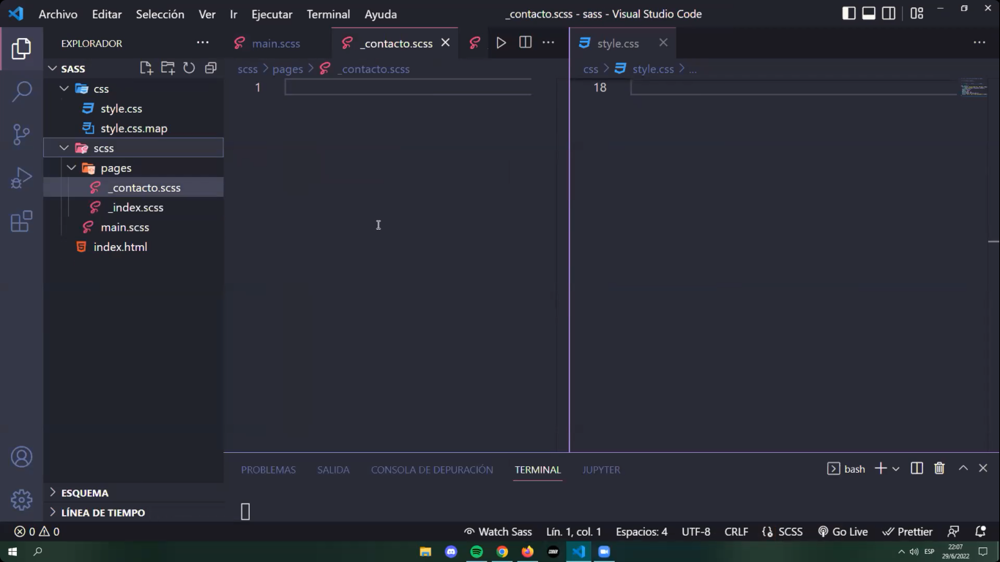 Archivo Editar Selección Ver Ir Ejecutar Terminal Ayuda _contacto.scss - sass - Visual Studio Code
EXPLORADOR
main.scss _contacto.scss
style.css
SASS
scss > pages > _contacto.scss
css > style.css > ...
css
1
18
style.css
style.css.map
scss
pages
_contacto.scss
_index.scss
main.scss
index.html
PROBLEMAS SALIDA CONSOLA DE DEPURACIÓN TERMINAL JUPYTER bash
ESQUEMA
LÍNEA DE TIEMPO
0 0 Watch Sass Lín. 1, col. 1 Espacios: 4 UTF-8 CRLF SCSS Go Live Prettier
ESP 22:07
29/6/2022